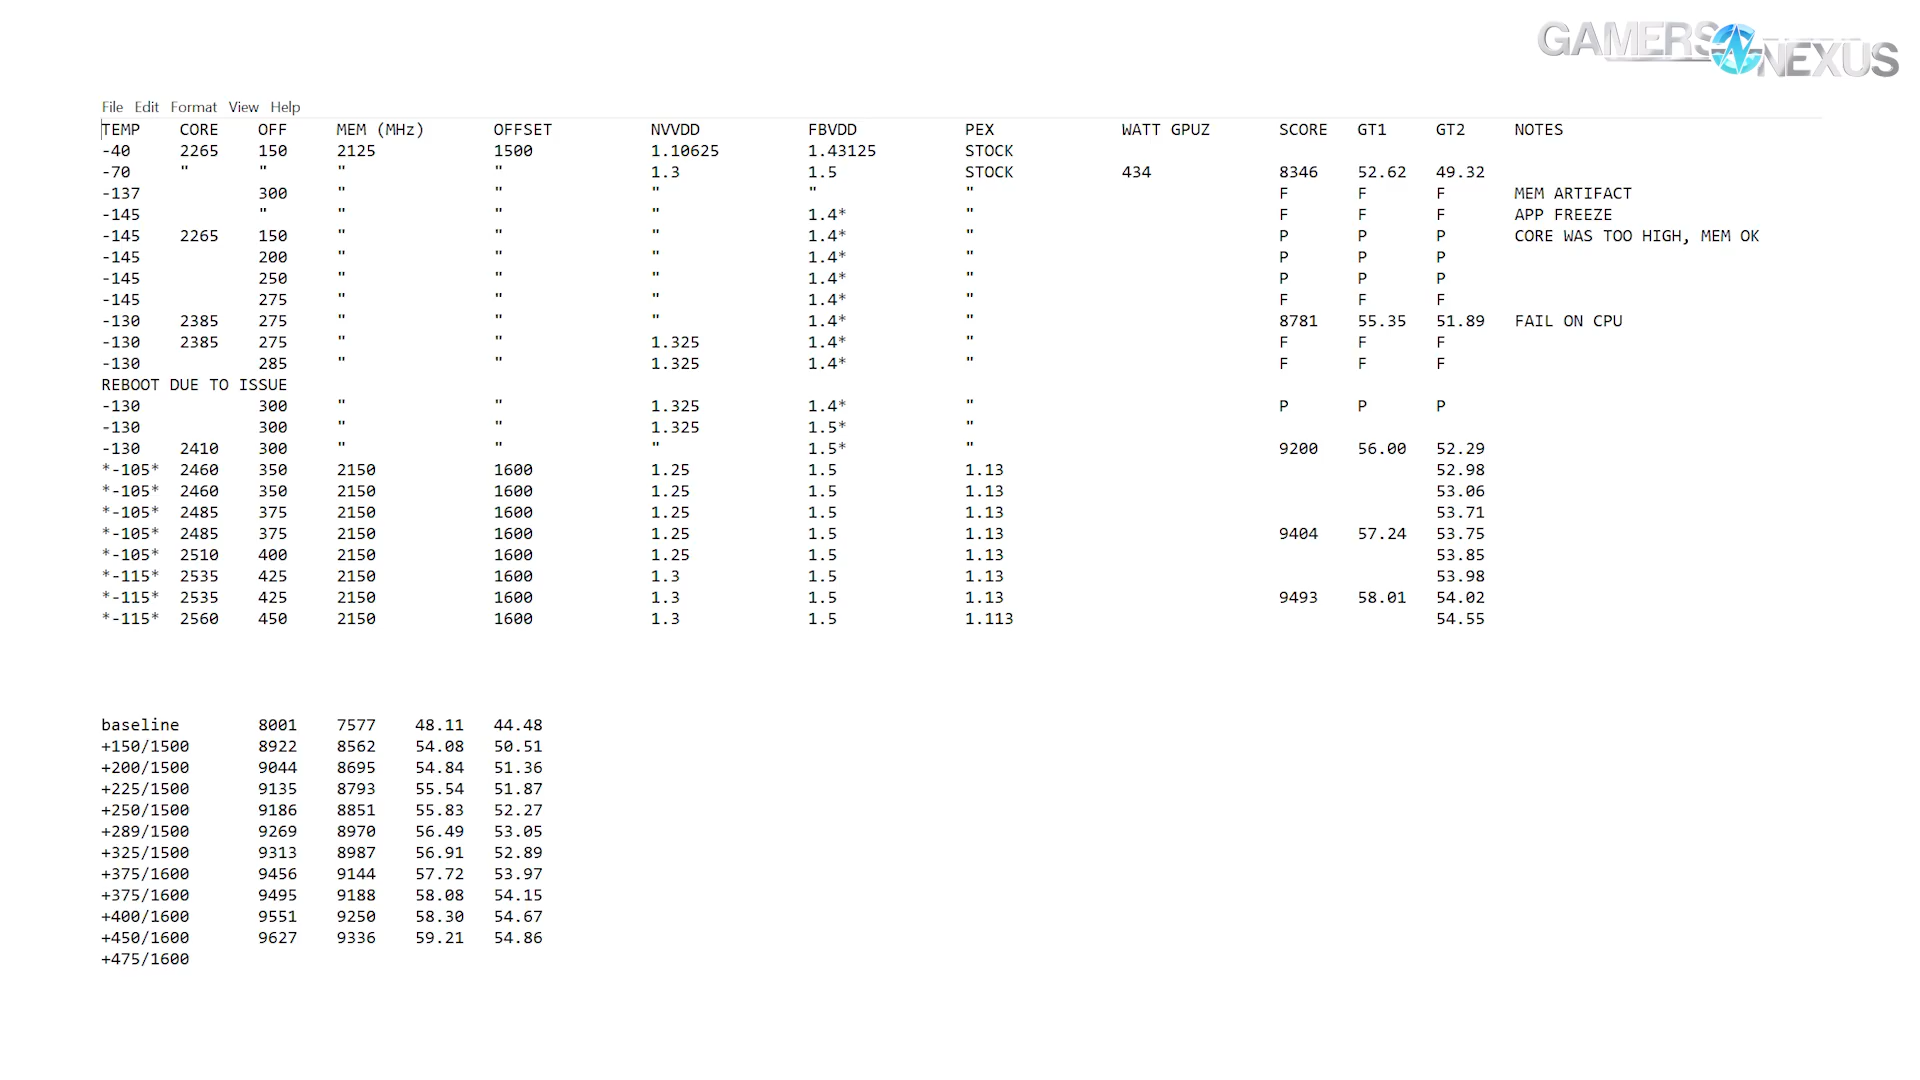 GAMERS NEXUS
File Edit Format View Help
TEMP CORE OFF MEM (MHz) OFFSET NVVDD FBVDD PEX WATT GPUZ SCORE GT1 GT2 NOTES
-40 2265 150 2125 1500 1.10625 1.43125 STOCK
-70 " " " " 1.3 1.5 STOCK 434 8346 52.62 49.32
-137 300 " " " " " F F F MEM ARTIFACT
-145 " " " " 1.4* " F F F APP FREEZE
-145 2265 150 " " " 1.4* " P P P CORE WAS TOO HIGH, MEM OK
-145 200 " " " 1.4* " P P P
-145 250 " " " 1.4* " P P P
-145 275 " " " 1.4* " F F F
-130 2385 275 " " " 1.4* " 8781 55.35 51.89 FAIL ON CPU
-130 2385 275 " " 1.325 1.4* " F F F
-130 285 " " 1.325 1.4* " F F F
REBOOT DUE TO ISSUE
-130 300 " " 1.325 1.4* " P P P
-130 300 " " 1.325 1.5* "
-130 2410 300 " " " 1.5* " 9200 56.00 52.29
*-105* 2460 350 2150 1600 1.25 1.5 1.13 52.98
*-105* 2460 350 2150 1600 1.25 1.5 1.13 53.06
*-105* 2485 375 2150 1600 1.25 1.5 1.13 53.71
*-105* 2485 375 2150 1600 1.25 1.5 1.13 9404 57.24 53.75
*-105* 2510 400 2150 1600 1.25 1.5 1.13 53.85
*-115* 2535 425 2150 1600 1.3 1.5 1.13 53.98
*-115* 2535 425 2150 1600 1.3 1.5 1.13 9493 58.01 54.02
*-115* 2560 450 2150 1600 1.3 1.5 1.113 54.55
baseline 8001 7577 48.11 44.48
+150/1500 8922 8562 54.08 50.51
+200/1500 9044 8695 54.84 51.36
+225/1500 9135 8793 55.54 51.87
+250/1500 9186 8851 55.83 52.27
+289/1500 9269 8970 56.49 53.05
+325/1500 9313 8987 56.91 52.89
+375/1600 9456 9144 57.72 53.97
+375/1600 9495 9188 58.08 54.15
+400/1600 9551 9250 58.30 54.67
+450/1600 9627 9336 59.21 54.86
+475/1600